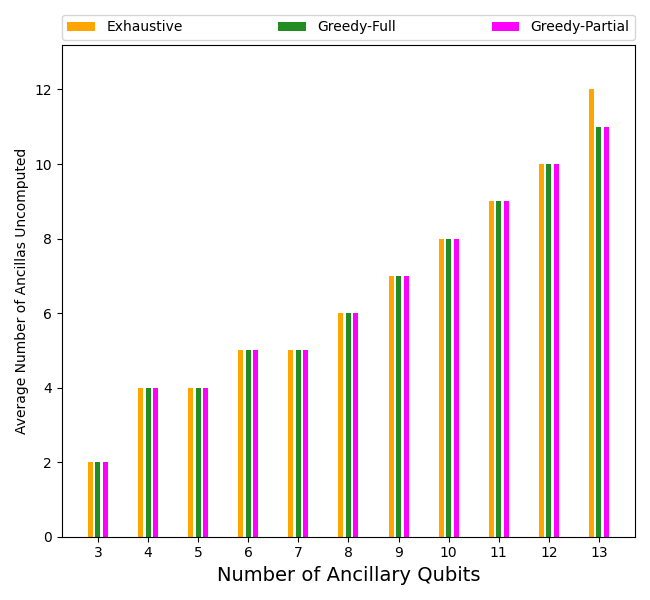 Exhaustive Greedy-Full Greedy-Partial
Average Number of Ancillas Uncomputed
12
10
8
6
4
2
0
3 4 5 6 7 8 9 10 11 12 13
Number of Ancillary Qubits